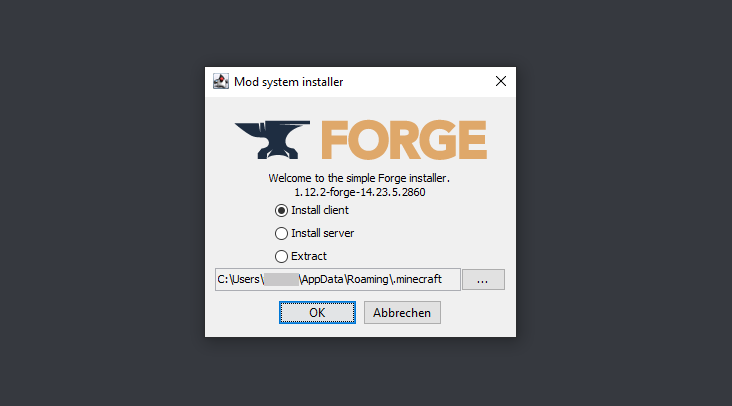 Mod system installer
FORGE
Welcome to the simple Forge installer.
1.12.2-forge-14.23.5.2860
Install client
Install server
Extract
C:\Users\ \AppData\Roaming\.minecraft
...
OK
Abbrechen